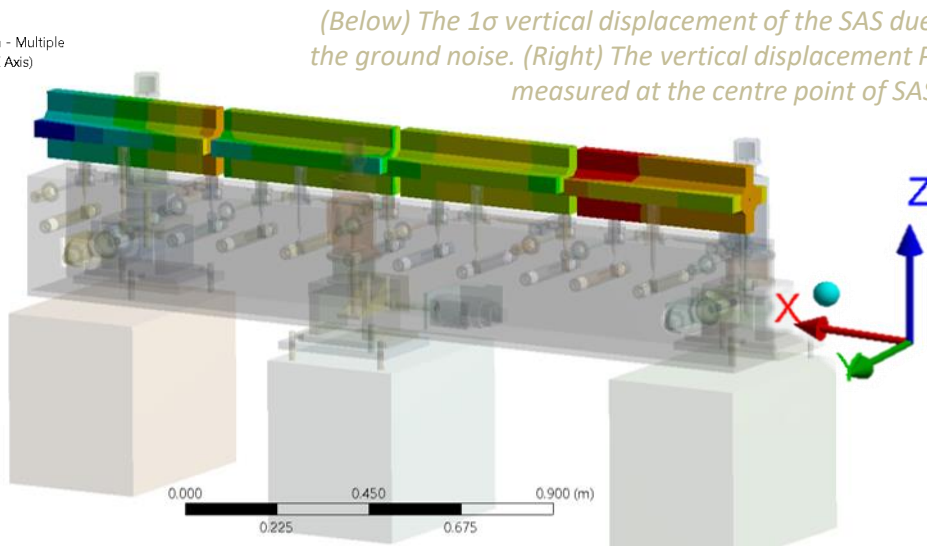 (Below) The 1σ vertical displacement of the SAS due
the ground noise. (Right) The vertical displacement
measured at the centre point of SAS
- Multiple
Axis)
Z
X
Y
0.000 0.450 0.900 (m)
0.225 0.675